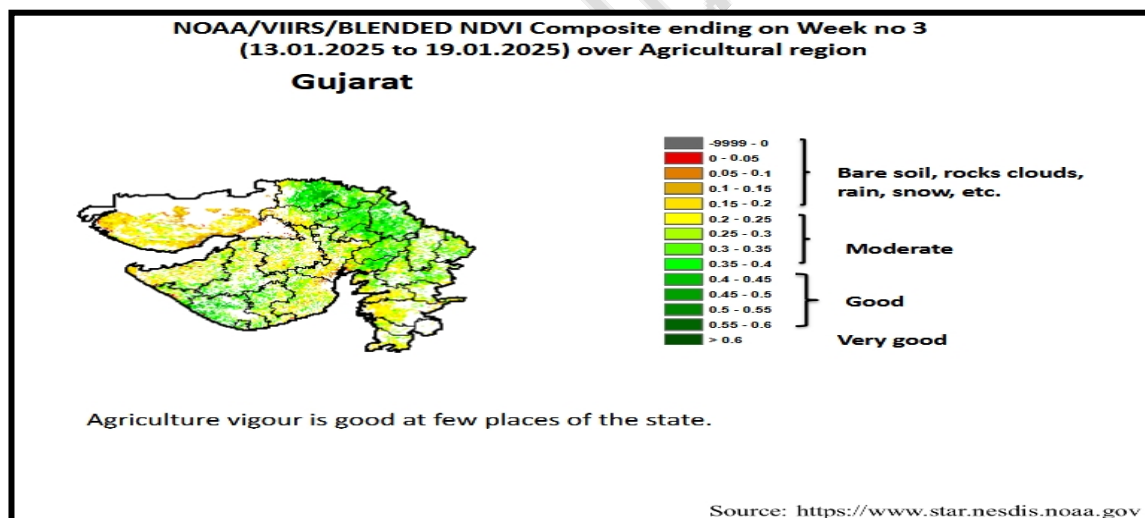 NOAA/VIIRS/BLENDED NDVI Composite ending on Week no 3
(13.01.2025 to 19.01.2025) over Agricultural region
Gujarat
-9999 - 0
0 - 0.05
0.05 - 0.1
0.1 - 0.15
0.15 - 0.2
Bare soil, rocks clouds,
rain, snow, etc.
0.2 - 0.25
0.25 - 0.3
0.3 - 0.35
0.35 - 0.4
Moderate
0.4 - 0.45
0.45 - 0.5
0.5 - 0.55
0.55 - 0.6
Good
> 0.6
Very good
Agriculture vigour is good at few places of the state.
Source: https://www.star.nesdis.noaa.gov